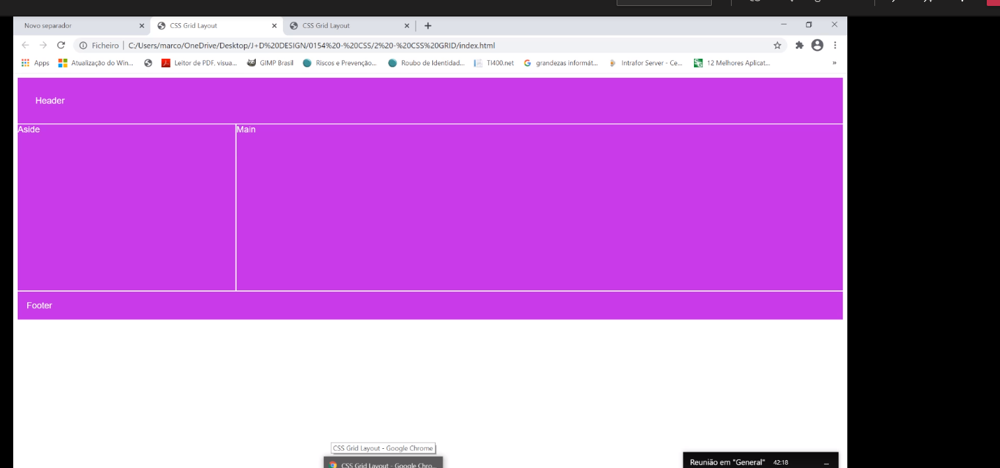 Novo separador
CSS Grid Layout
CSS Grid Layout
Ficheiro | C:/Users/marco/OneDrive/Desktop/J+D%20DESIGN/0154%20-%20CSS/2%20-%20CSS%20GRID/index.html
Apps Atualização do Win... Leitor de PDF, visua... GIMP Brasil Riscos e Prevenção... Roubo de Identidad... TI400.net grandezas informát... Intrafor Server - Ce... 12 Melhores Aplicat... »
Header
Aside
Main
Footer
CSS Grid Layout - Google Chrome
CSS Grid Layout - Google Chro...
Reunião em "General" 42:18